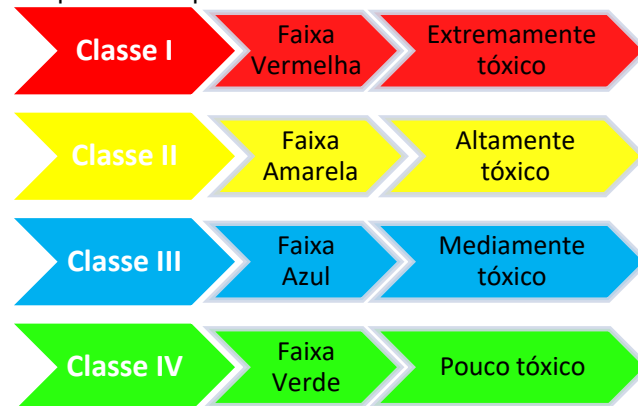 Classe I
Faixa
Vermelha
Extremamente
tóxico
Classe II
Faixa
Amarela
Altamente
tóxico
Classe III
Faixa
Azul
Mediamente
tóxico
Classe IV
Faixa
Verde
Pouco tóxico